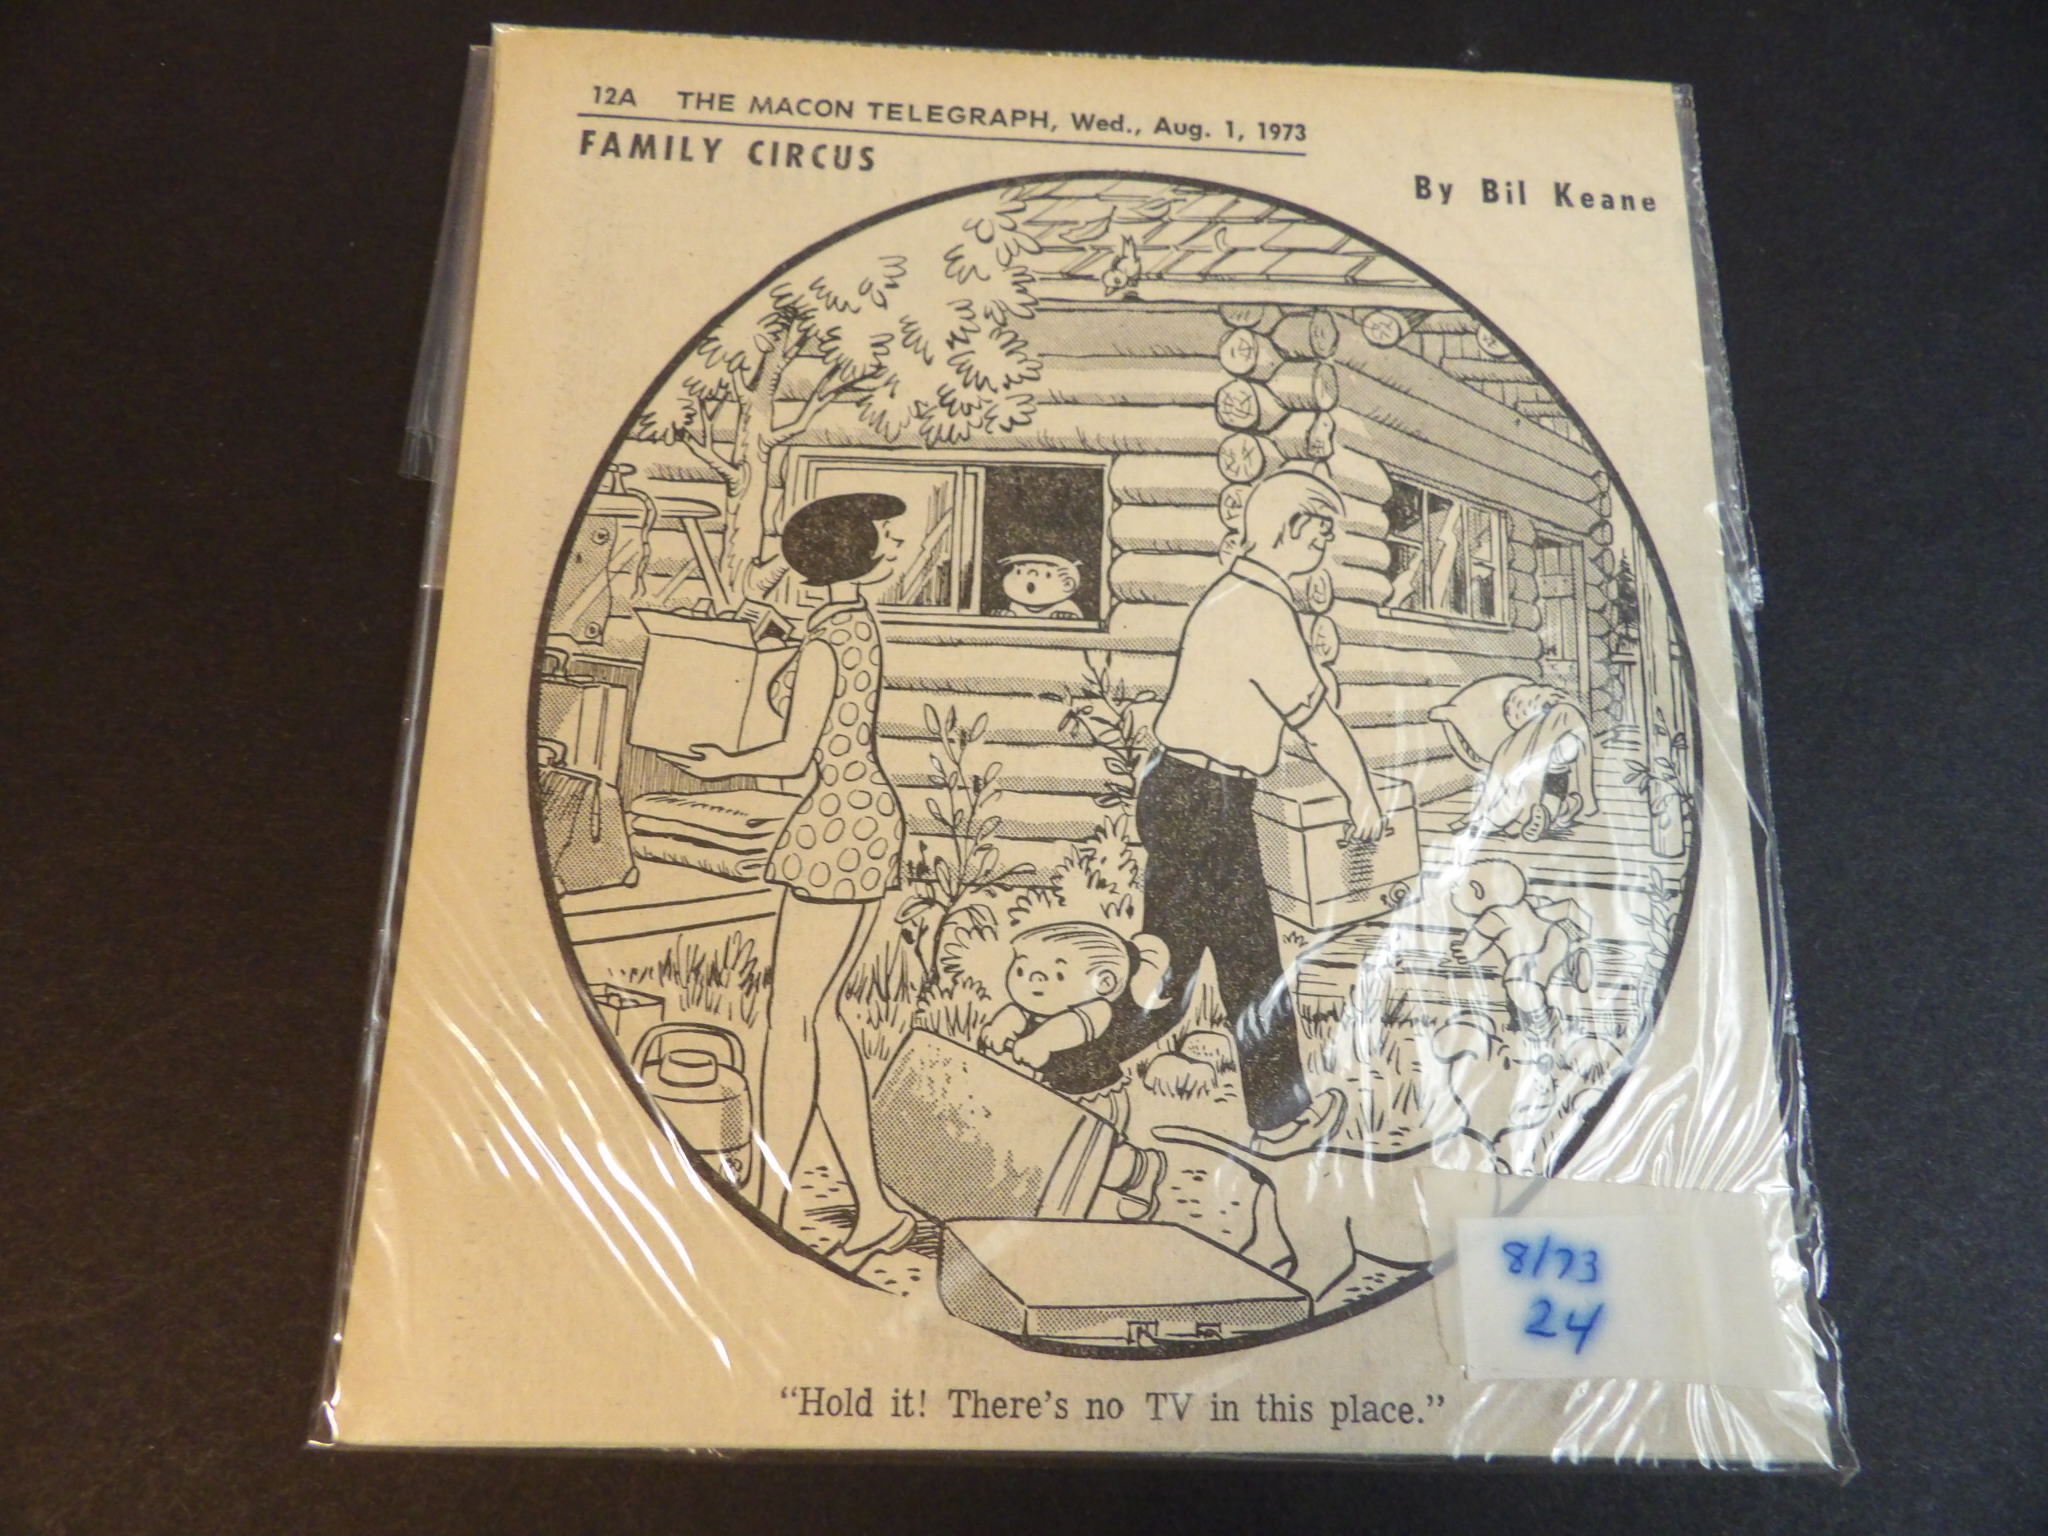 12A THE MACON TELEGRAPH, Wed., Aug. 1, 1973
FAMILY CIRCUS
By Bil Keane
"Hold it! There's no TV in this place."
8/73
24